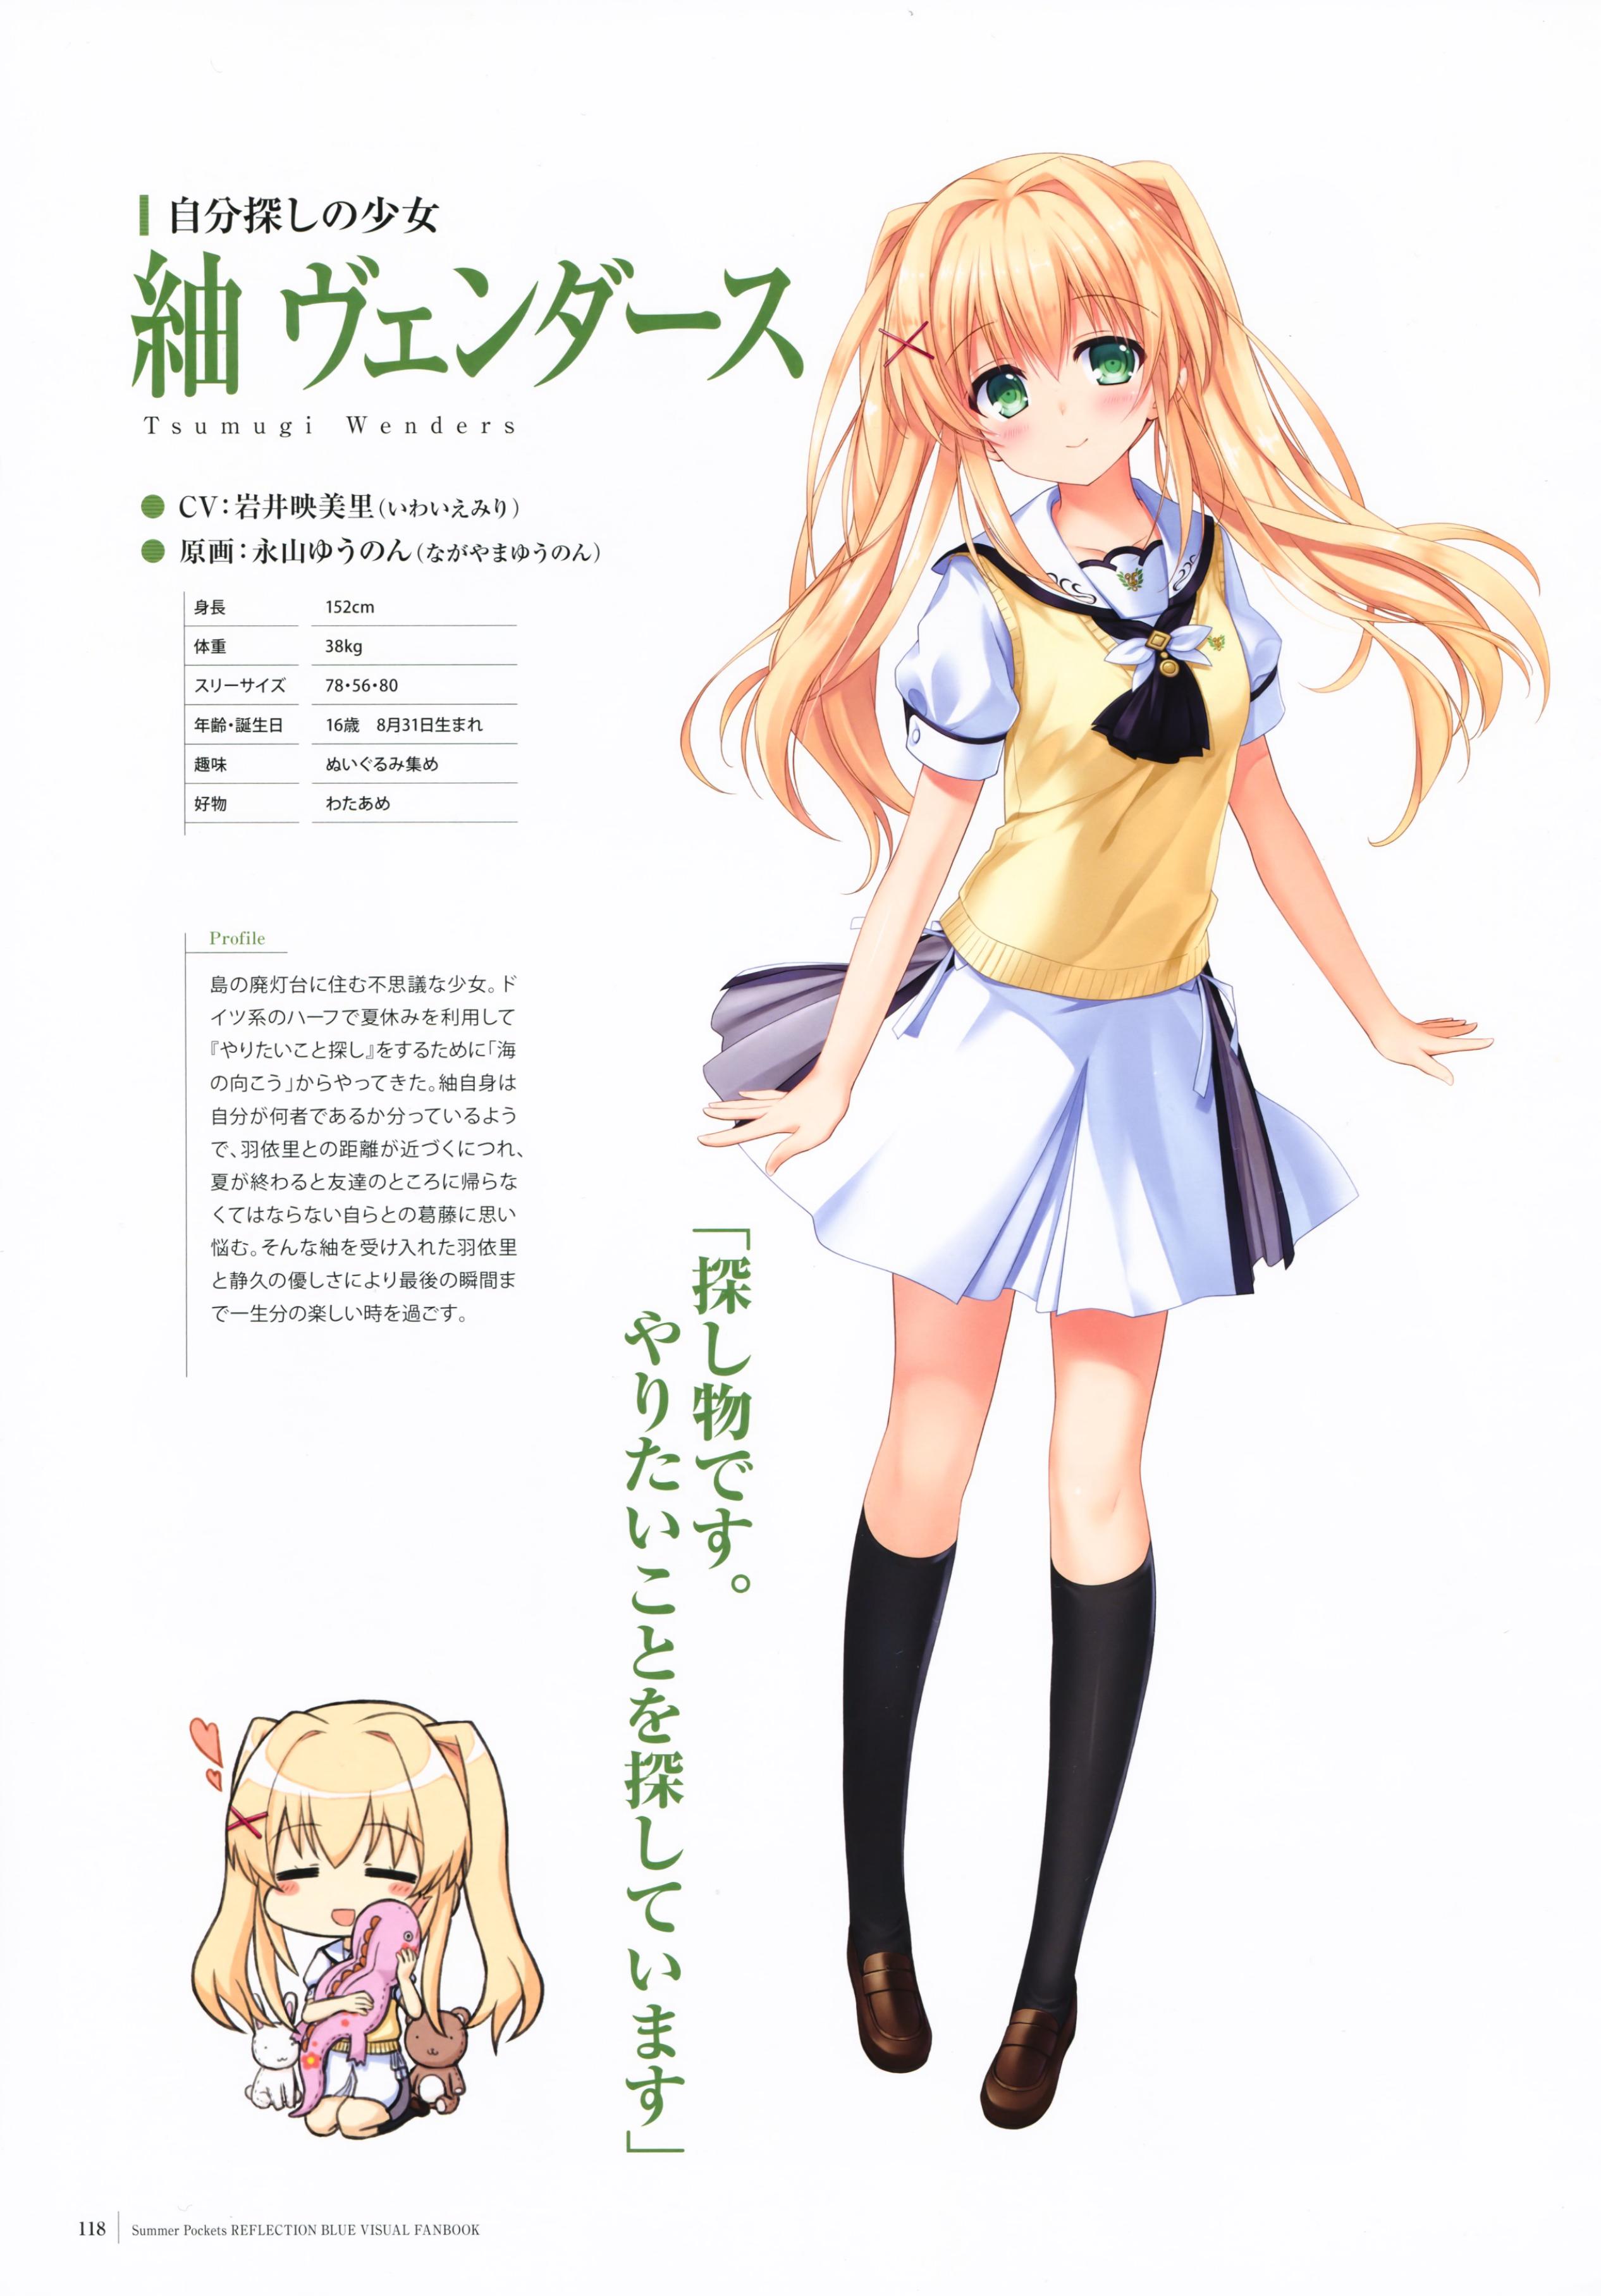 自分探しの少女
紬 ヴェンダース
Tsumugi Wenders
CV:岩井映美里(いわいえみり)
原画:永山ゆうのん(ながやまゆうのん)
身長 152cm
体重 38kg
スリーサイズ 78・56・80
年齢・誕生日 16歳 8月31日生まれ
趣味 ぬいぐるみ集め
好物 わたあめ
Profile
島の廃灯台に住む不思議な少女。ド
イツ系のハーフで夏休みを利用して
『やりたいこと探し』をするために「海
の向こう」からやってきた。紬自身は
自分が何者であるか分っているよう
で、羽依里との距離が近づくにつれ、
夏が終わると友達のところに帰らな
くてはならない自らとの葛藤に思い
悩む。そんな紬を受け入れた羽依里
と静久の優しさにより最後の瞬間ま
で一生分の楽しい時を過ごす。
「探し物です。
やりたいことを探しています」
118 Summer Pockets REFLECTION BLUE VISUAL FANBOOK